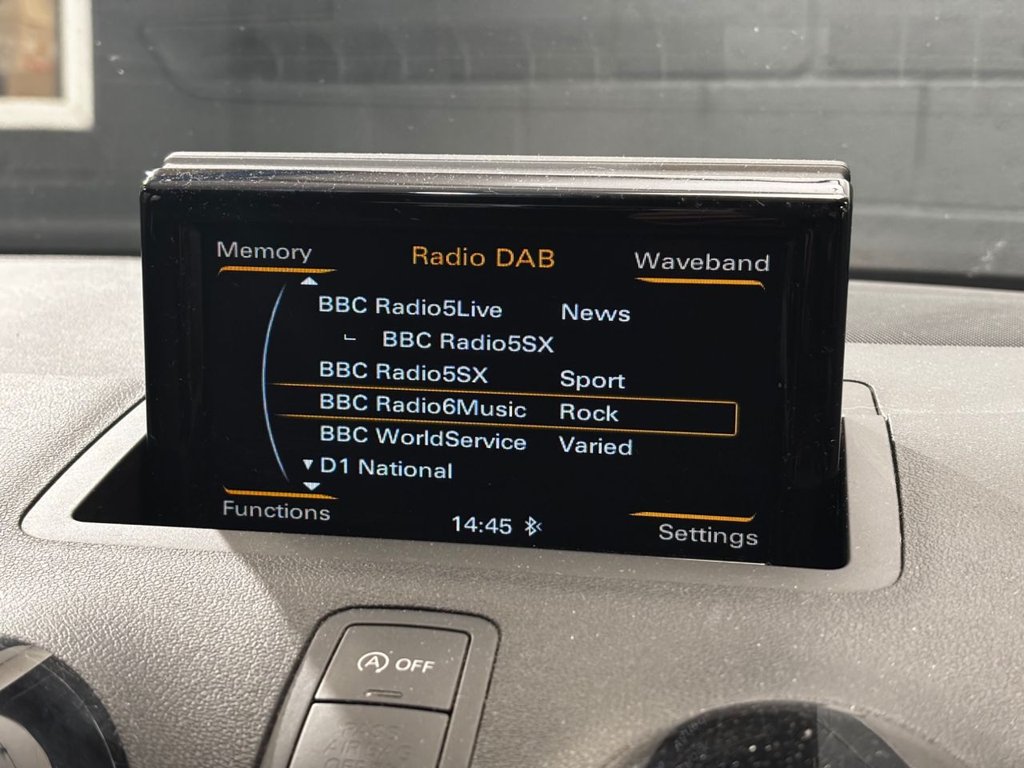 Memory Radio DAB Waveband
BBC Radio5Live News
BBC Radio5SX
BBC Radio5SX Sport
BBC Radio6Music Rock
BBC WorldService Varied
D1 National
Functions 14:45 Settings
A OFF